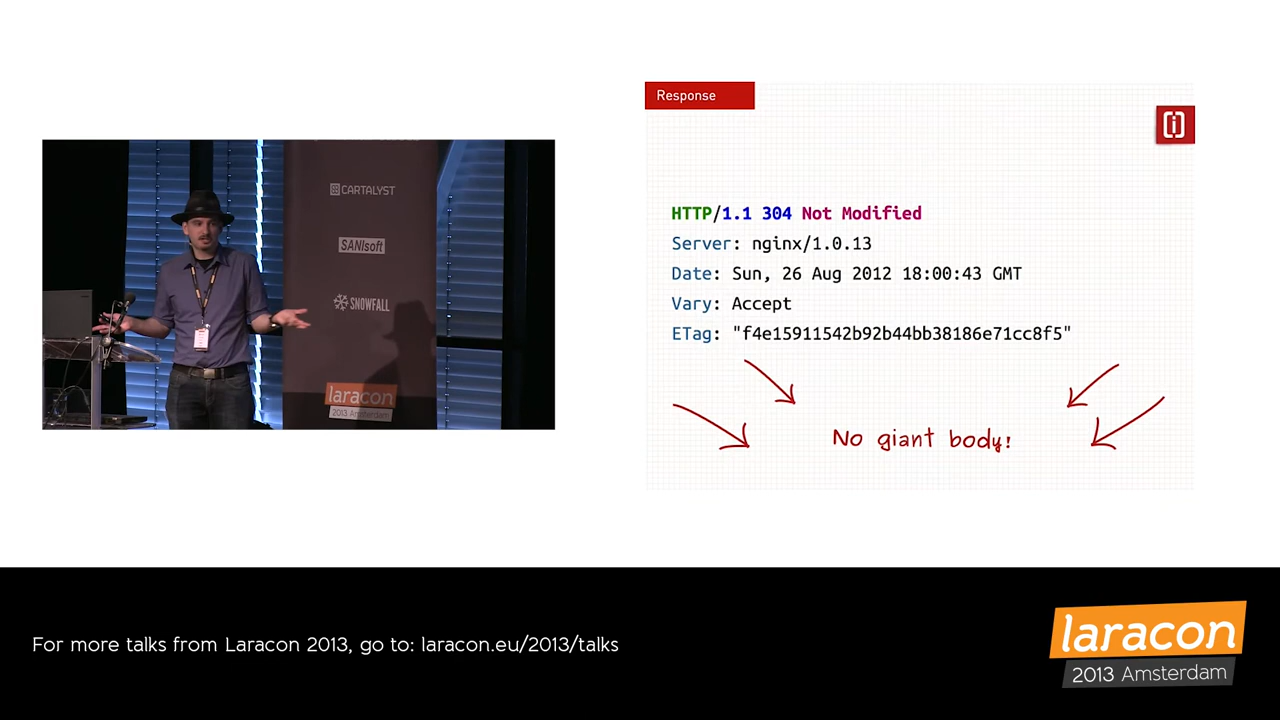 CARTALYST
SANIsoft
SNOWFALL
laracon
2013 Amsterdam
Response
[i]
HTTP/1.1 304 Not Modified
Server: nginx/1.0.13
Date: Sun, 26 Aug 2012 18:00:43 GMT
Vary: Accept
ETag: "f4e15911542b92b44bb38186e71cc8f5"
No giant body!
For more talks from Laracon 2013, go to: laracon.eu/2013/talks
laracon
2013 Amsterdam